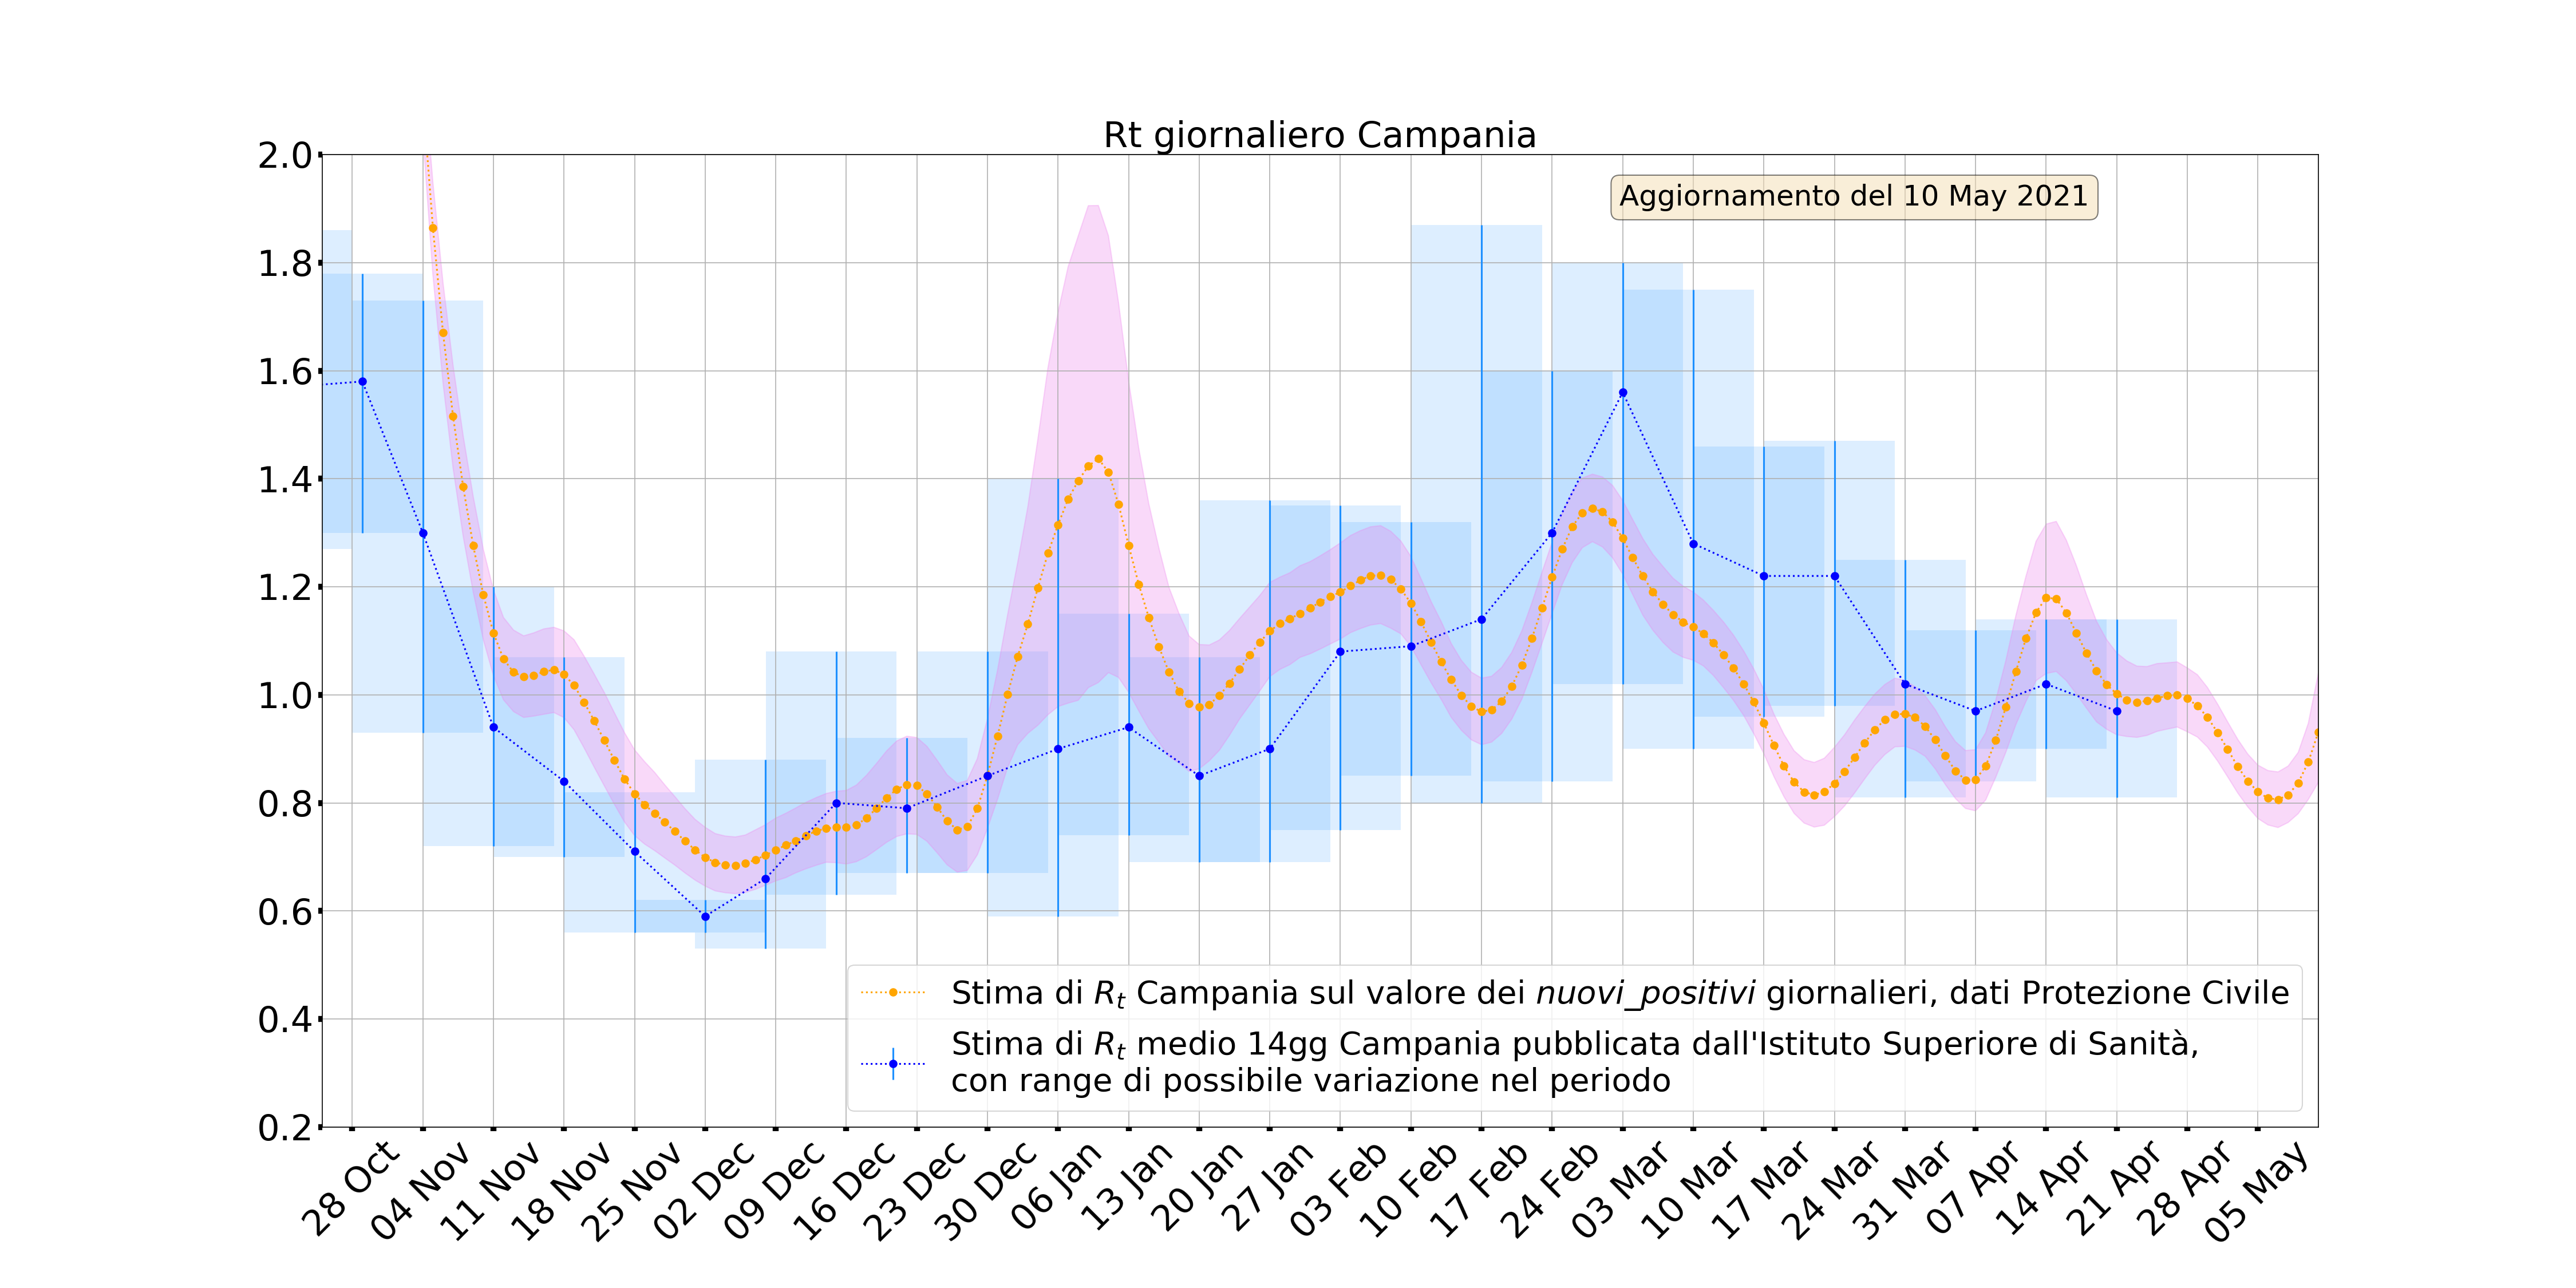 Rt giornaliero Campania
Aggiornamento del 10 May 2021
2.0
1.8
1.6
1.4
1.2
1.0
0.8
0.6
0.4
0.2
Stima di Rt Campania sul valore dei nuovi_positivi giornalieri, dati Protezione Civile
Stima di Rt medio 14gg Campania pubblicata dall'Istituto Superiore di Sanità,
con range di possibile variazione nel periodo
28 Oct
04 Nov
11 Nov
18 Nov
25 Nov
02 Dec
09 Dec
16 Dec
23 Dec
30 Dec
06 Jan
13 Jan
20 Jan
27 Jan
03 Feb
10 Feb
17 Feb
24 Feb
03 Mar
10 Mar
17 Mar
24 Mar
31 Mar
07 Apr
14 Apr
21 Apr
28 Apr
05 May